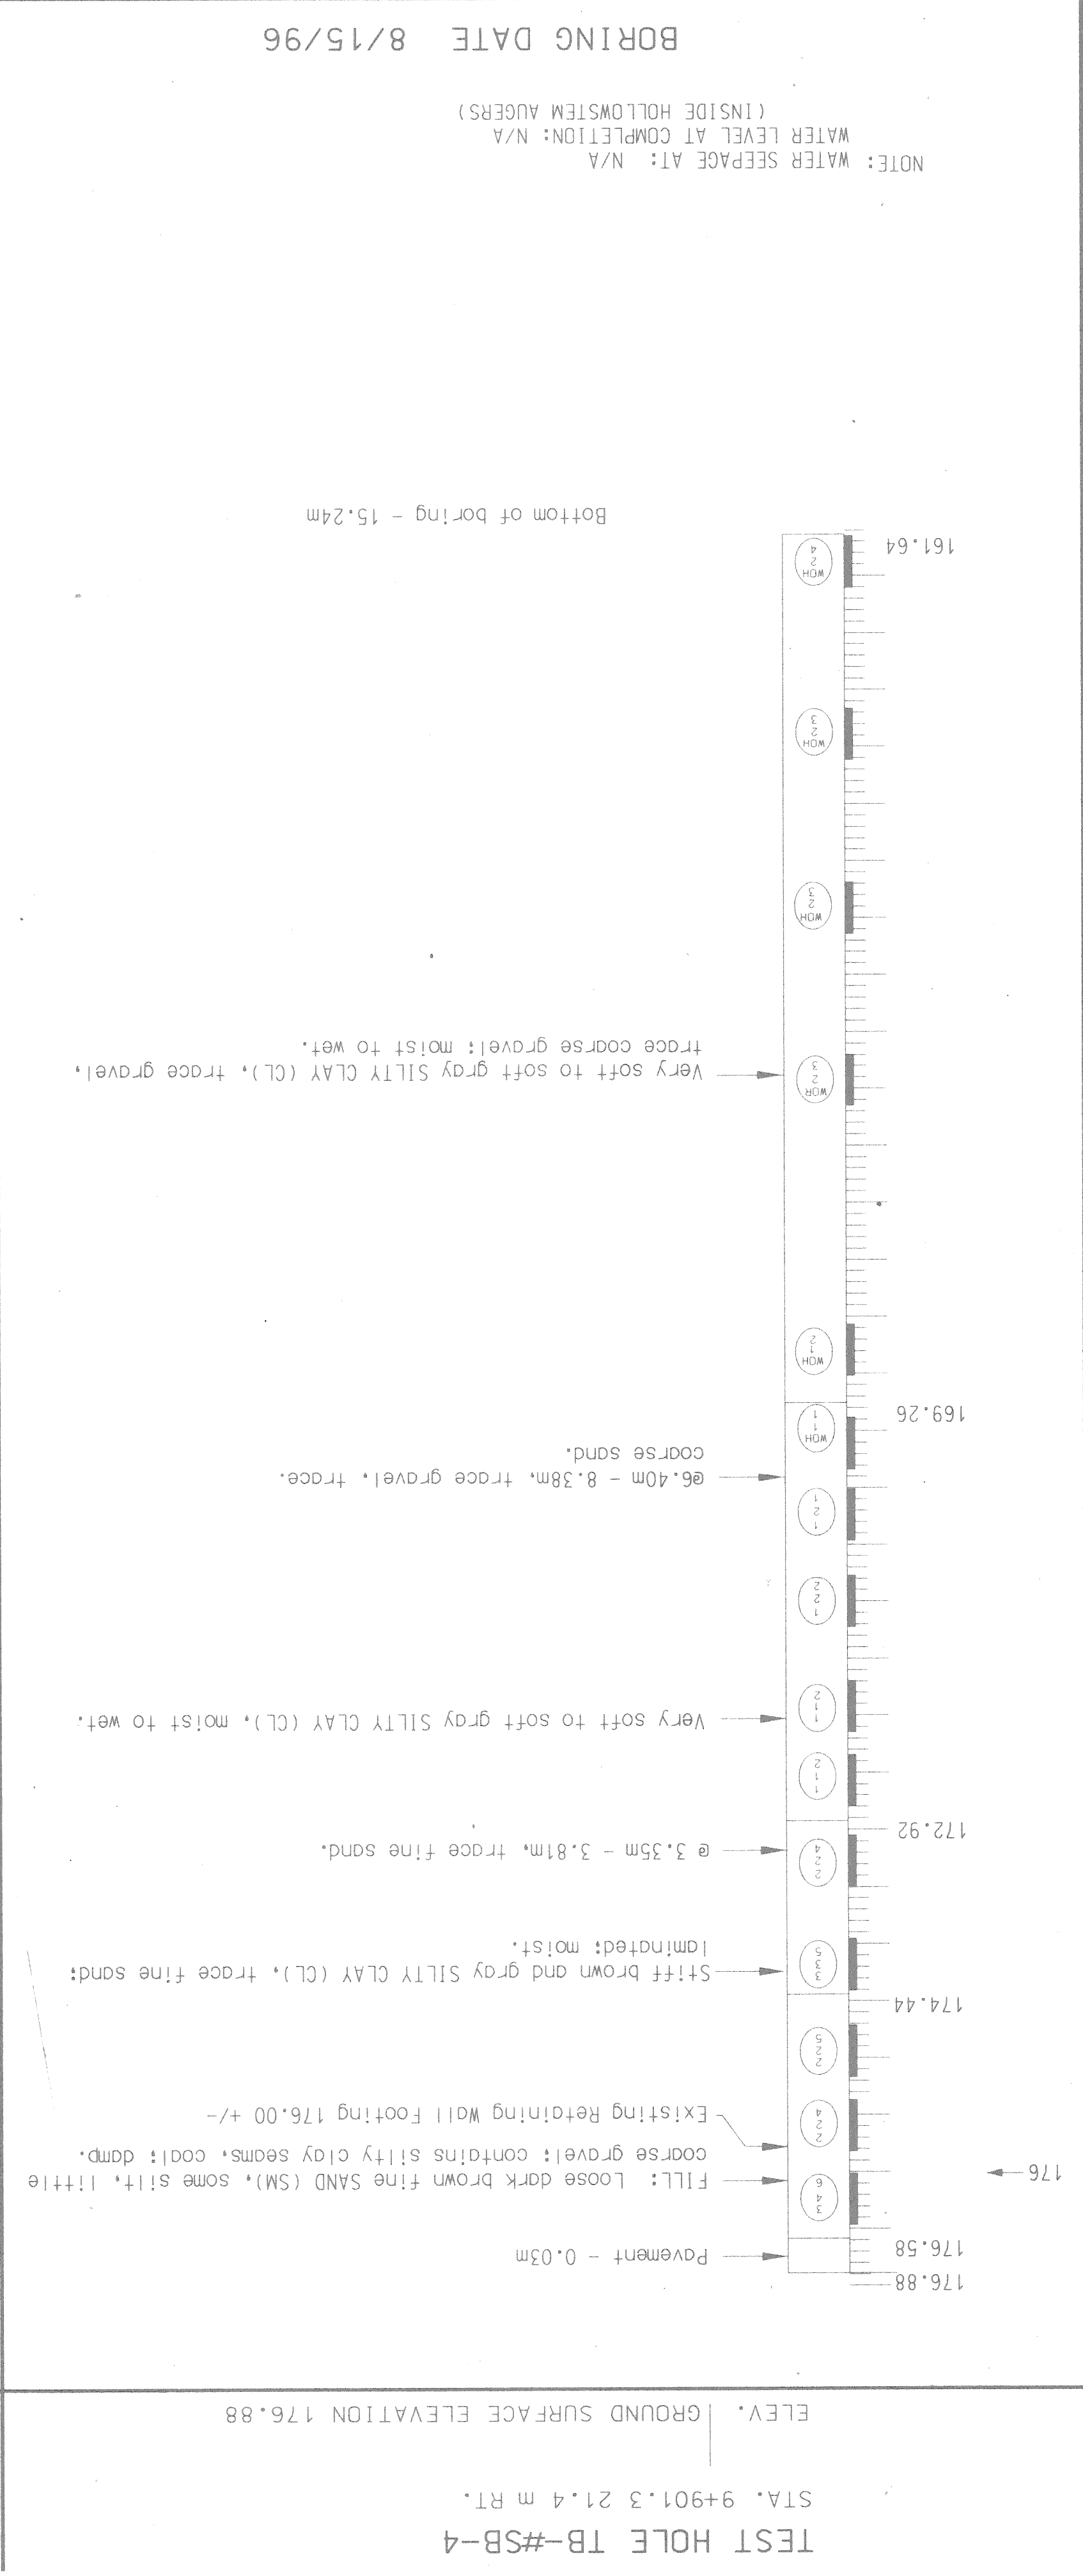 TEST HOLE TB-#SB-4
STA. 9+901.3 21.4 m RT.
ELEV. GROUND SURFACE ELEVATION 176.88
176.88
176.58
Pavement - 0.03m
176
3
4
6
FILL: Loose dark brown fine SAND (SM), some silt, little
coarse gravel; contains silty clay seams, coal; damp.
2
2
4
Existing Retaining Wall Footing 176.00 +/-
2
2
5
174.44
3
3
5
Stiff brown and gray SILTY CLAY (CL), trace fine sand;
laminated; moist.
2
2
4
@ 3.35m - 3.81m, trace fine sand.
172.92
1
1
2
1
1
2
Very soft to soft gray SILTY CLAY (CL), moist to wet.
1
2
2
1
2
1
@6.40m - 8.38m, trace gravel, trace.
coarse sand.
WOH
1
1
169.26
WOH
1
2
WOR
2
3
Very soft to soft gray SILTY CLAY (CL), trace gravel,
trace coarse gravel; moist to wet.
WOH
2
3
WOH
2
3
WOH
2
4
161.64
Bottom of boring - 15.24m
NOTE: WATER SEEPAGE AT: N/A
WATER LEVEL AT COMPLETION: N/A
(INSIDE HOLLOWSTEM AUGERS)
BORING DATE 8/15/96